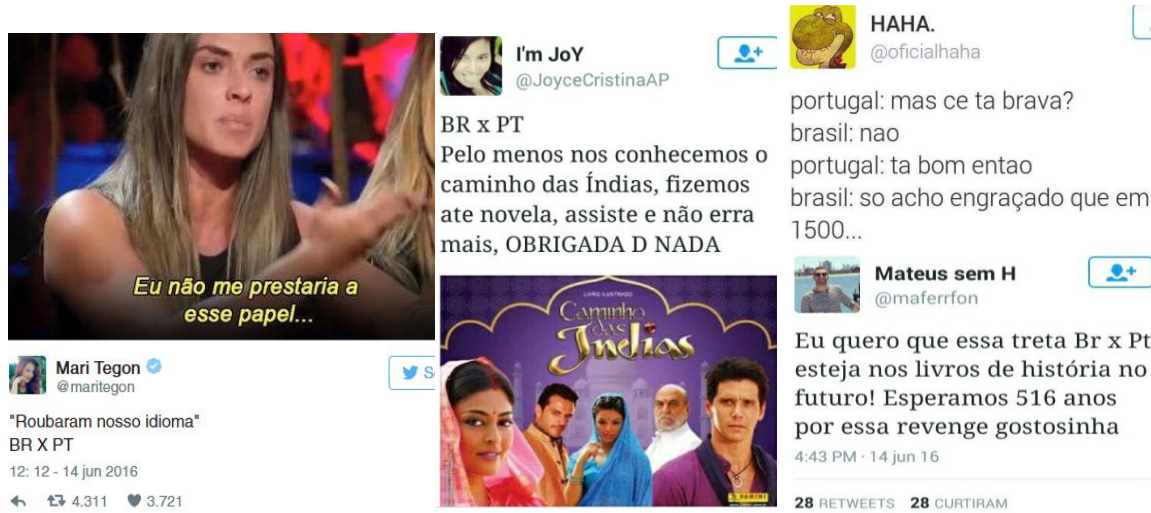 Eu não me prestaria a
esse papel...
Mari Tegon
@maritegon
S
"Roubaram nosso idioma"
BR X PT
12:12 - 14 jun 2016
4.311 3.721
I'm JoY
@JoyceCristinaAP
BR x PT
Pelo menos nos conhecemos o
caminho das Índias, fizemos
ate novela, assiste e não erra
mais, OBRIGADA D NADA
LIVRO ILUSTRADO
Caminho
das
Indias
PANINI
HAHA.
@oficialhaha
portugal: mas ce ta brava?
brasil: nao
portugal: ta bom entao
brasil: so acho engraçado que em
1500...
Mateus sem H
@maferrfon
Eu quero que essa treta Br x Pt
esteja nos livros de história no
futuro! Esperamos 516 anos
por essa revenge gostosinha
4:43 PM · 14 jun 16
28 RETWEETS 28 CURTIRAM